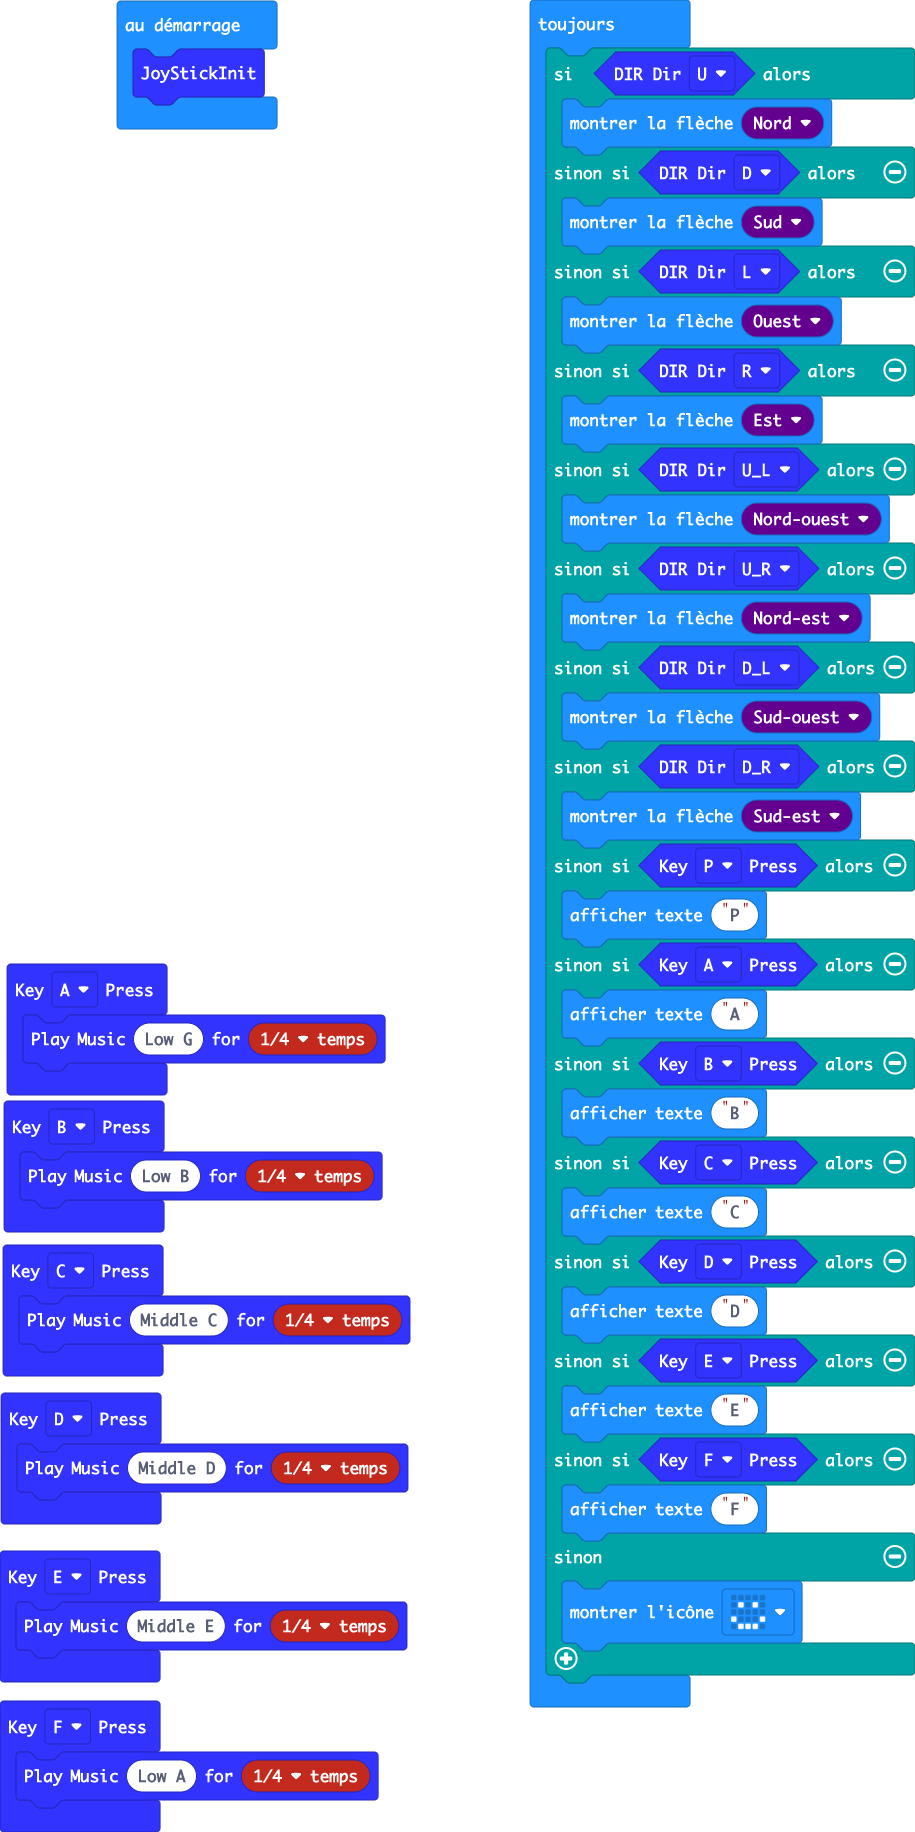 au démarrage
JoyStickInit
toujours
si DIR Dir U alors
montrer la flèche Nord
sinon si DIR Dir D alors
montrer la flèche Sud
sinon si DIR Dir L alors
montrer la flèche Ouest
sinon si DIR Dir R alors
montrer la flèche Est
sinon si DIR Dir U_L alors
montrer la flèche Nord-ouest
sinon si DIR Dir U_R alors
montrer la flèche Nord-est
sinon si DIR Dir D_L alors
montrer la flèche Sud-ouest
sinon si DIR Dir D_R alors
montrer la flèche Sud-est
sinon si Key P Press alors
afficher texte "P"
sinon si Key A Press alors
afficher texte "A"
sinon si Key B Press alors
afficher texte "B"
sinon si Key C Press alors
afficher texte "C"
sinon si Key D Press alors
afficher texte "D"
sinon si Key E Press alors
afficher texte "E"
sinon si Key F Press alors
afficher texte "F"
sinon
montrer l'icône
Key A Press
Play Music Low G for 1/4 temps
Key B Press
Play Music Low B for 1/4 temps
Key C Press
Play Music Middle C for 1/4 temps
Key D Press
Play Music Middle D for 1/4 temps
Key E Press
Play Music Middle E for 1/4 temps
Key F Press
Play Music Low A for 1/4 temps